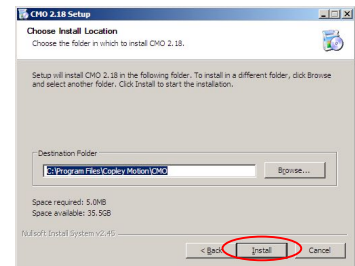 CMO 2.18 Setup
Choose Install Location
Choose the folder in which to install CMO 2.18.
Setup will install CMO 2.18 in the following folder. To install in a different folder, click Browse
and select another folder. Click Install to start the installation.
Destination Folder
C:\Program Files\Copley Motion\CMO
Browse...
Space required: 5.0MB
Space available: 35.5GB
Nullsoft Install System v2.45
< Back
Install
Cancel